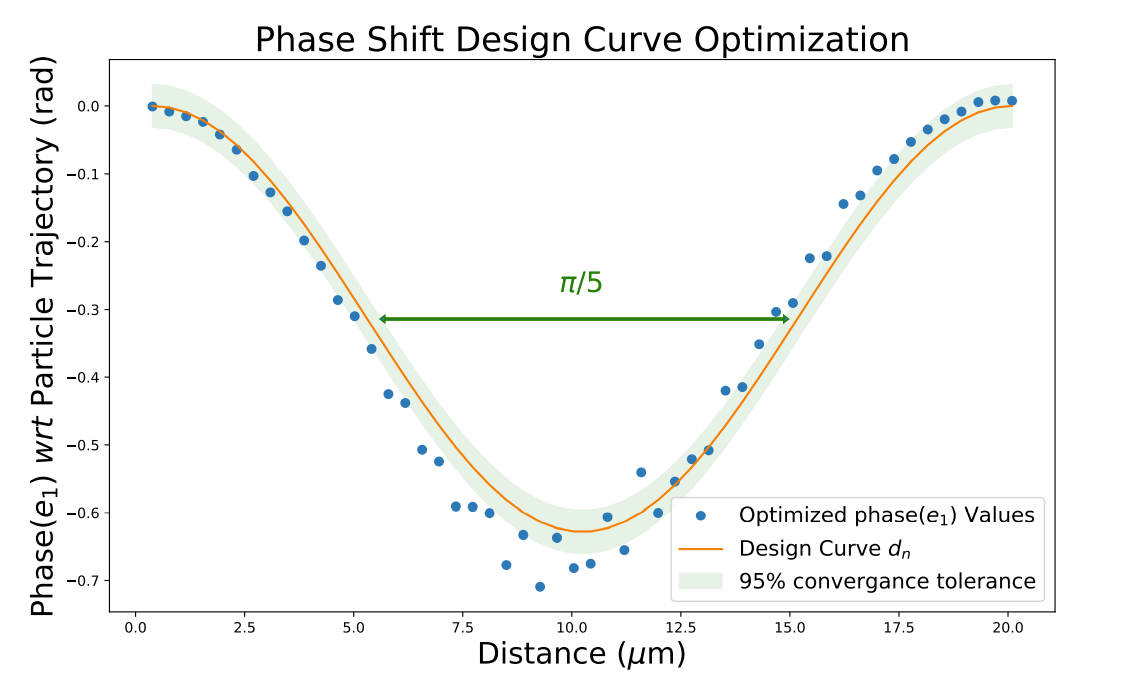 Phase Shift Design Curve Optimization
Phase(e₁) wrt Particle Trajectory (rad)
0.0
−0.1
−0.2
−0.3
−0.4
−0.5
−0.6
−0.7
π/5
Optimized phase(e₁) Values
Design Curve dₙ
95% convergance tolerance
0.0 2.5 5.0 7.5 10.0 12.5 15.0 17.5 20.0
Distance (μm)